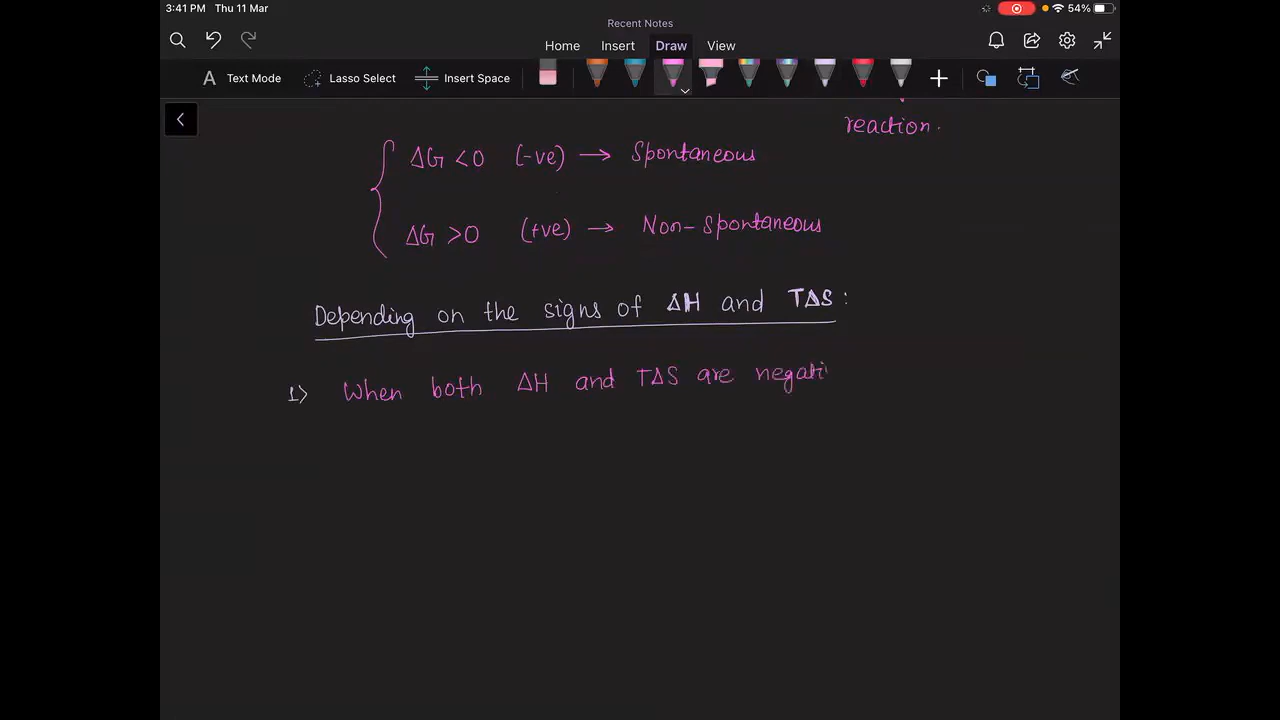 3:41 PM Thu 11 Mar
54%
Recent Notes
Home Insert Draw View
Text Mode Lasso Select Insert Space
reaction.
ΔG <0 (-ve) → Spontaneous
ΔG >0 (+ve) → Non-Spontaneous
Depending on the signs of ΔH and TΔS :
1> When both ΔH and TΔS are negati